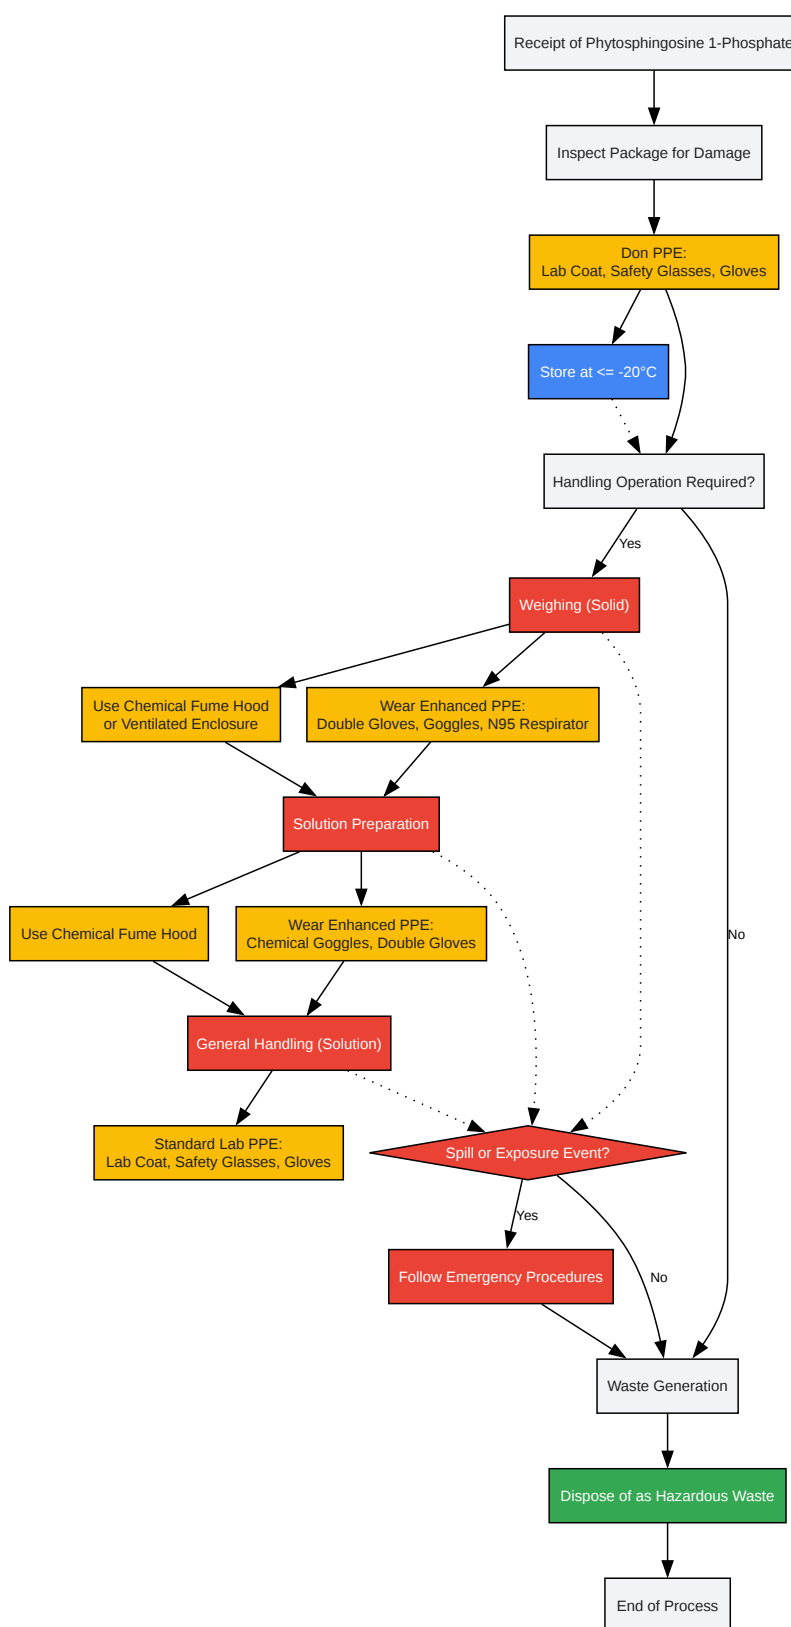 Receipt of Phytosphingosine 1-Phosphate
Inspect Package for Damage
Don PPE:
Lab Coat, Safety Glasses, Gloves
Store at <= -20°C
Handling Operation Required?
Yes
Weighing (Solid)
Use Chemical Fume Hood
or Ventilated Enclosure
Wear Enhanced PPE:
Double Gloves, Goggles, N95 Respirator
Solution Preparation
Use Chemical Fume Hood
Wear Enhanced PPE:
Chemical Goggles, Double Gloves
No
General Handling (Solution)
Standard Lab PPE:
Lab Coat, Safety Glasses, Gloves
Spill or Exposure Event?
Yes
Follow Emergency Procedures
No
Waste Generation
Dispose of as Hazardous Waste
End of Process